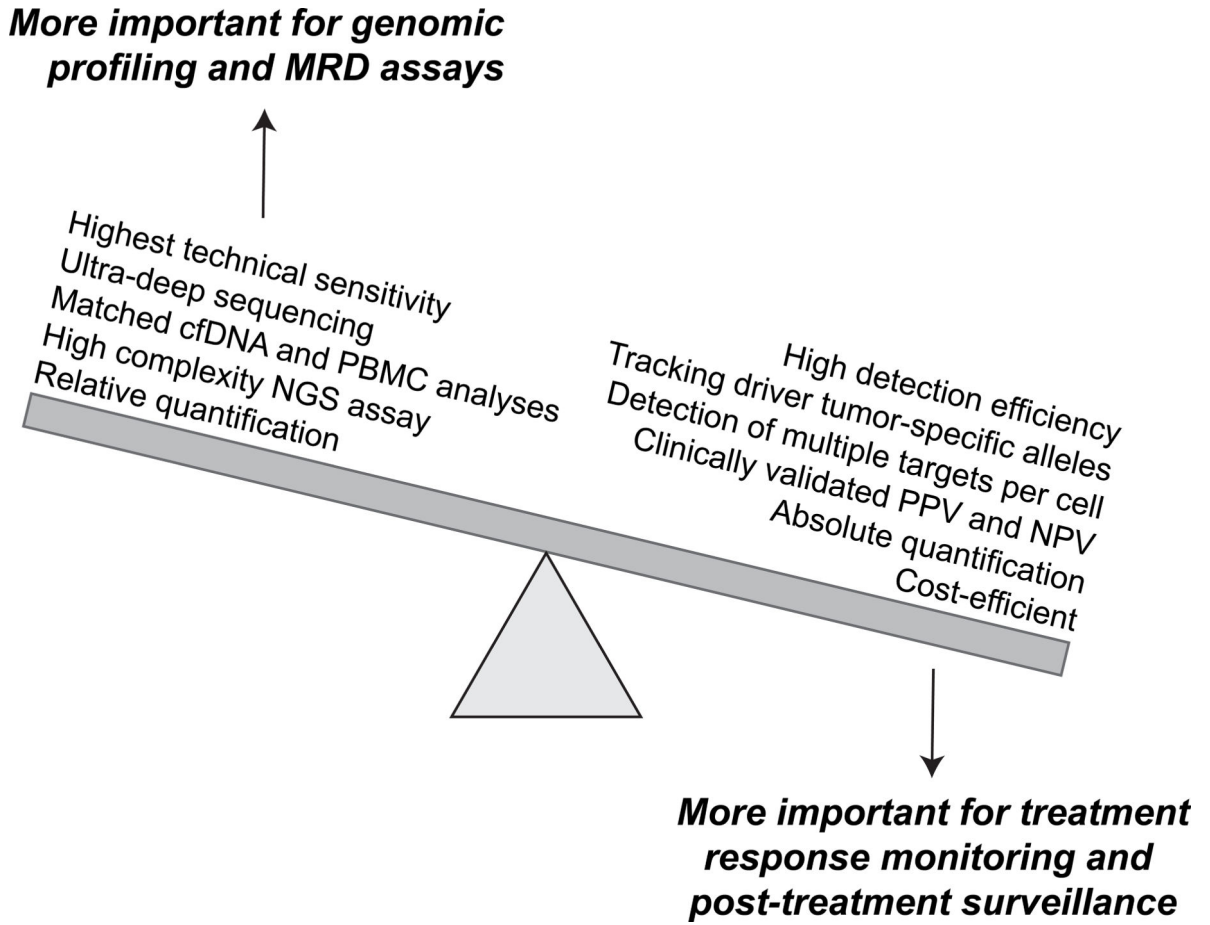 More important for genomic
profiling and MRD assays
Highest technical sensitivity
Ultra-deep sequencing
Matched cfDNA and PBMC analyses
High complexity NGS assay
Relative quantification
High detection efficiency
Tracking driver tumor-specific alleles
Detection of multiple targets per cell
Clinically validated PPV and NPV
Absolute quantification
Cost-efficient
More important for treatment
response monitoring and
post-treatment surveillance